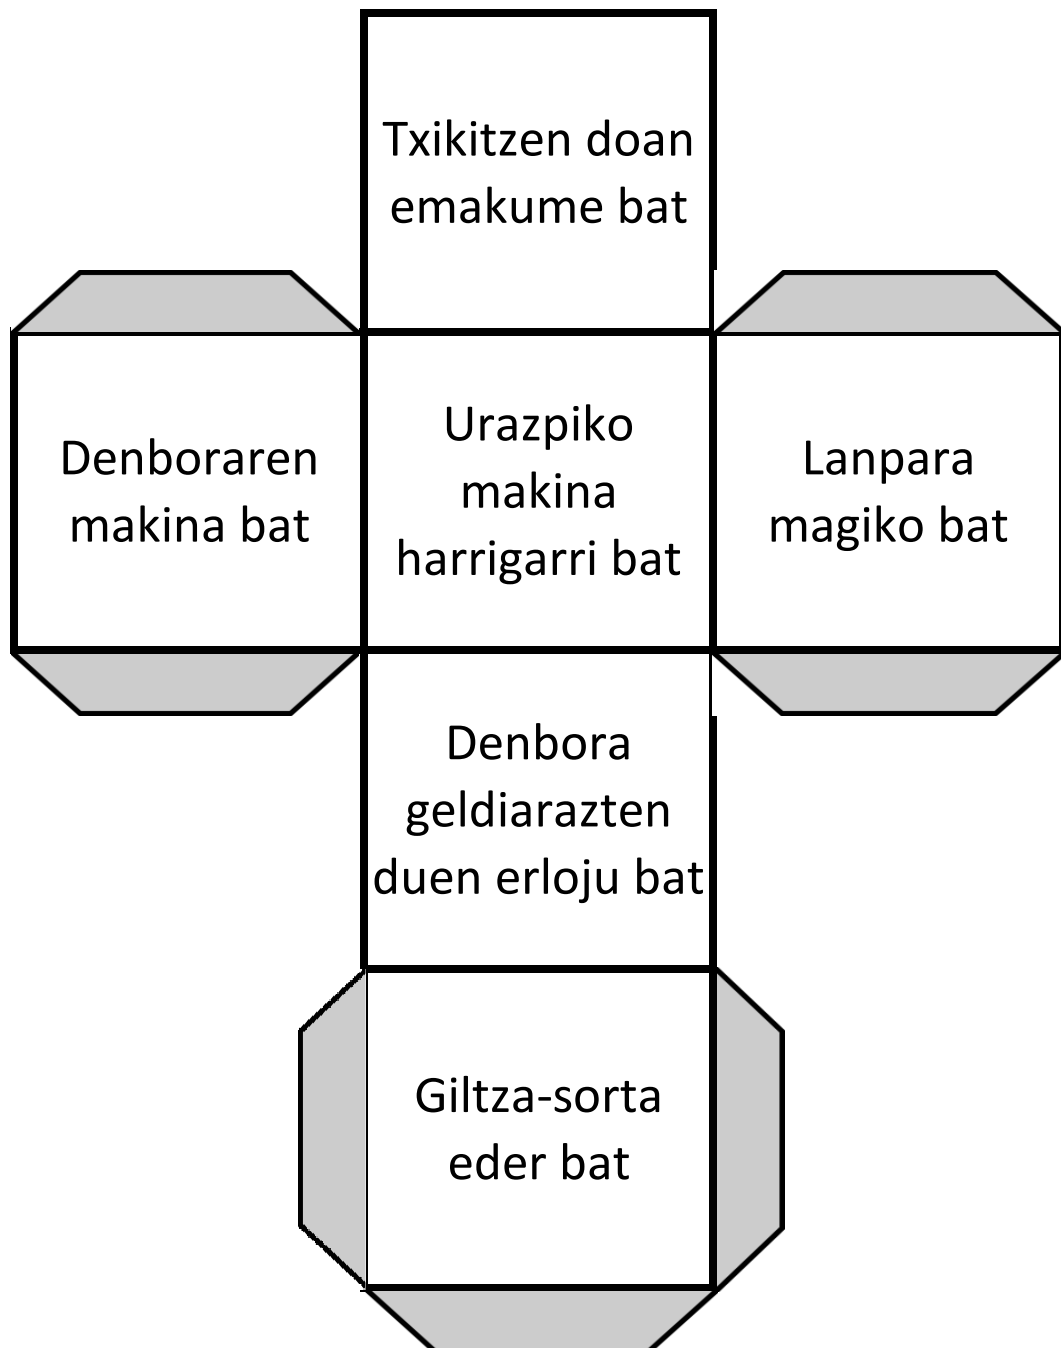 Txikitzen doan
emakume bat
Denboraren
makina bat
Urazpiko
makina
harrigarri bat
Lanpara
magiko bat
Denbora
geldiarazten
duen erloju bat
Giltza-sorta
eder bat